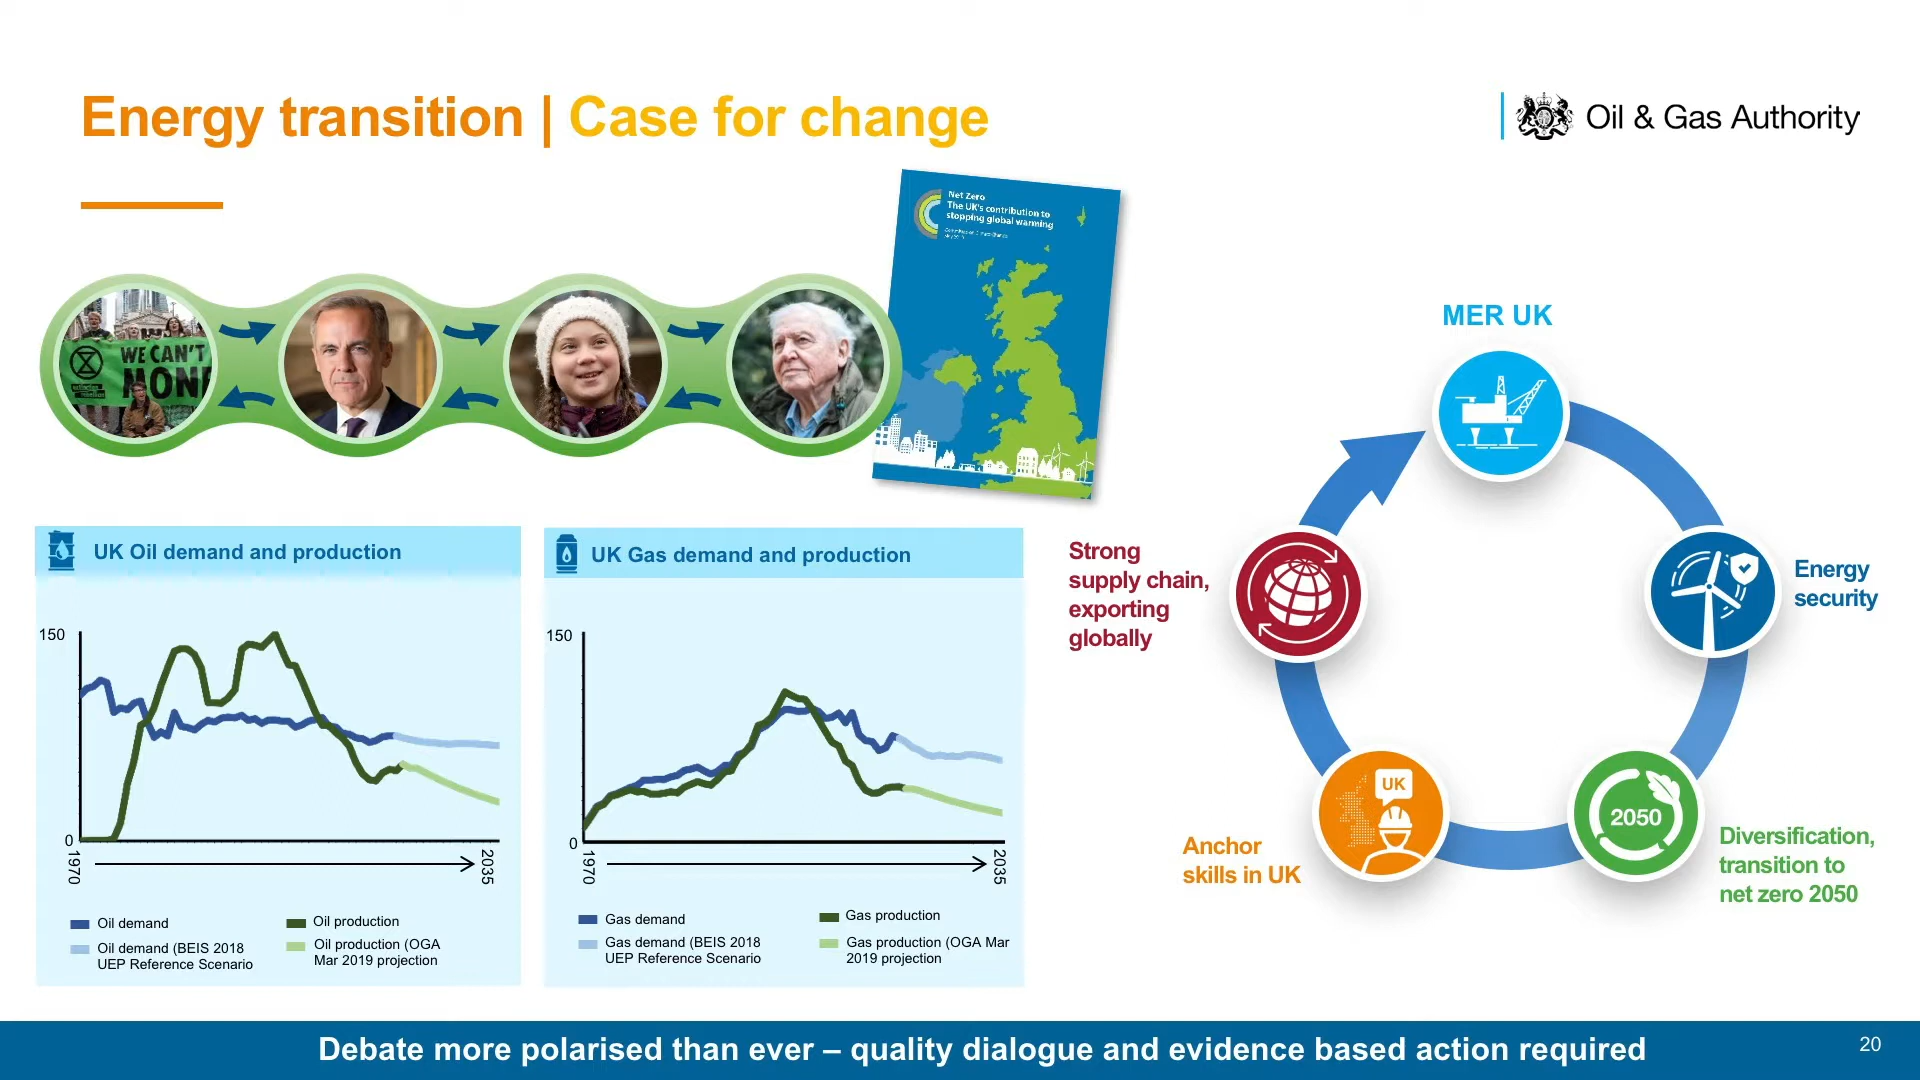 Energy transition | Case for change
Oil & Gas Authority
Net Zero
The UK's contribution to
stopping global warming
WE CAN'T
MON
MER UK
Energy
security
Diversification,
transition to
net zero 2050
2050
UK
Anchor
skills in UK
Strong
supply chain,
exporting
globally
UK Oil demand and production
150
0
1970
2035
Oil demand
Oil production
Oil demand (BEIS 2018
UEP Reference Scenario
Oil production (OGA
Mar 2019 projection
UK Gas demand and production
150
0
1970
2035
Gas demand
Gas production
Gas demand (BEIS 2018
UEP Reference Scenario
Gas production (OGA Mar
2019 projection
Debate more polarised than ever – quality dialogue and evidence based action required
20